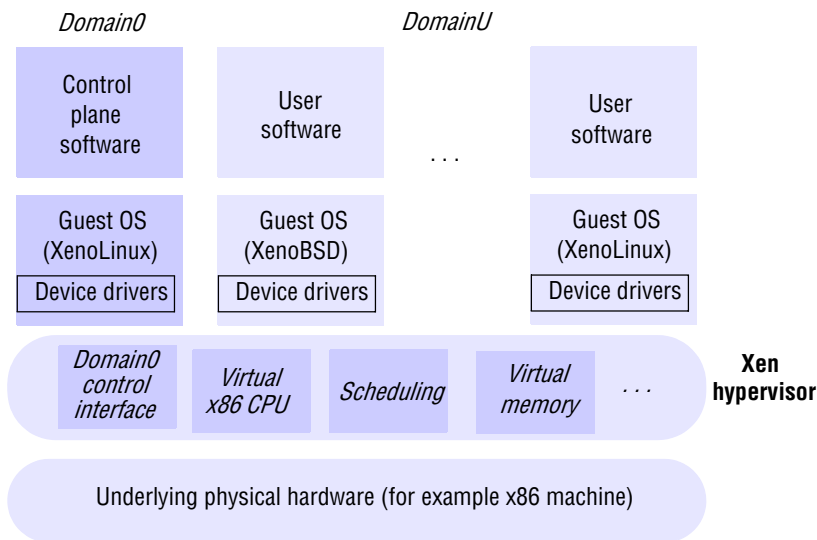 Domain0
DomainU
Control
plane
software
User
software
. . .
User
software
Guest OS
(XenoLinux)
Device drivers
Guest OS
(XenoBSD)
Device drivers
Guest OS
(XenoLinux)
Device drivers
Domain0
control
interface
Virtual
x86 CPU
Scheduling
Virtual
memory
. . .
Xen
hypervisor
Underlying physical hardware (for example x86 machine)